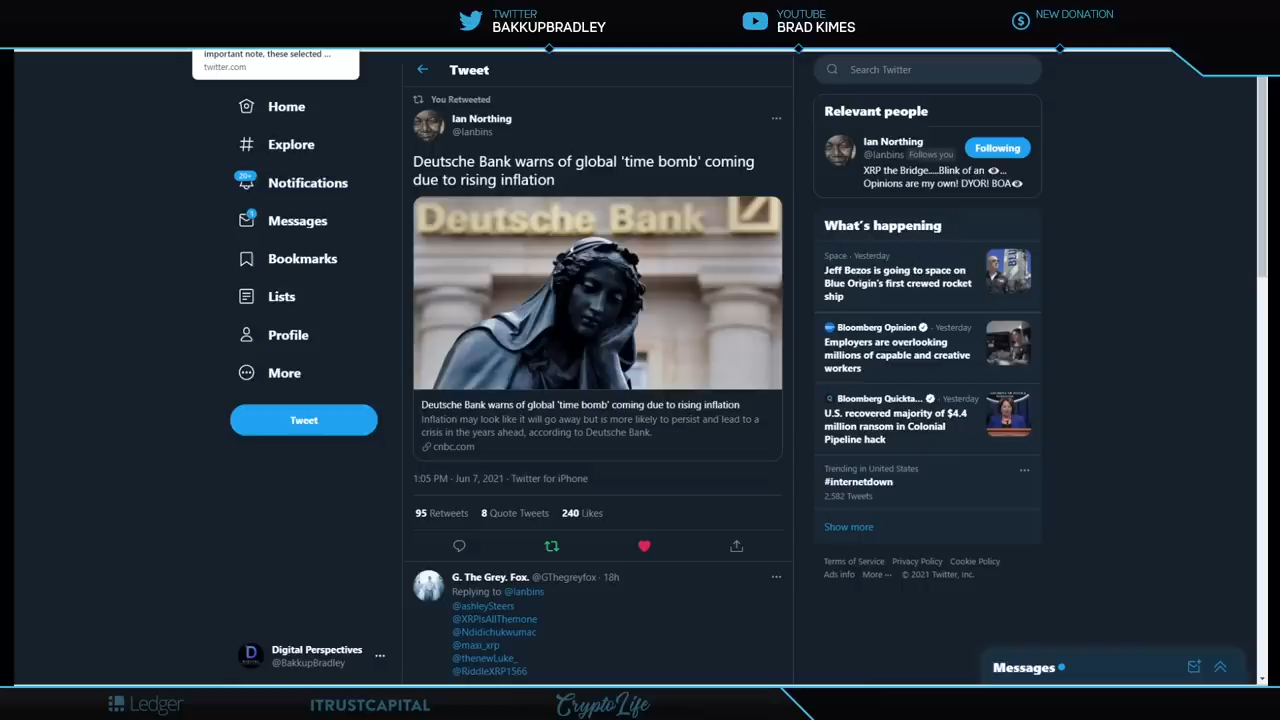 TWITTER
BAKKUPBRADLEY
YOUTUBE
BRAD KIMES
NEW DONATION
important note, these selected ...
twitter.com
Home
Explore
20+
Notifications
1
Messages
Bookmarks
Lists
Profile
More
Tweet
Digital Perspectives
@BakkupBradley
Tweet
You Retweeted
Ian Northing
@Ianbins
Deutsche Bank warns of global 'time bomb' coming
due to rising inflation
Deutsche Bank
Deutsche Bank warns of global 'time bomb' coming due to rising inflation
Inflation may look like it will go away but is more likely to persist and lead to a
crisis in the years ahead, according to Deutsche Bank.
cnbc.com
1:05 PM · Jun 7, 2021 · Twitter for iPhone
95 Retweets 8 Quote Tweets 240 Likes
G. The Grey. Fox. @GThegreyfox · 18h
Replying to @Ianbins
@ashleySteers
@XRPIsAllThemone
@Ndidichukwumac
@maxi_xrp
@thenewLuke_
@RiddleXRP1566
Search Twitter
Relevant people
Ian Northing
@Ianbins Follows you
Following
XRP the Bridge.....Blink of an 👁...
Opinions are my own! DYOR! BOA👁
What's happening
Space · Yesterday
Jeff Bezos is going to space on
Blue Origin's first crewed rocket
ship
Bloomberg Opinion · Yesterday
Employers are overlooking
millions of capable and creative
workers
Bloomberg Quickta... · Yesterday
U.S. recovered majority of $4.4
million ransom in Colonial
Pipeline hack
Trending in United States
#internetdown
2,582 Tweets
Show more
Terms of Service Privacy Policy Cookie Policy
Ads info More ··· © 2021 Twitter, Inc.
Messages
Ledger
ITRUSTCAPITAL
CryptoLife